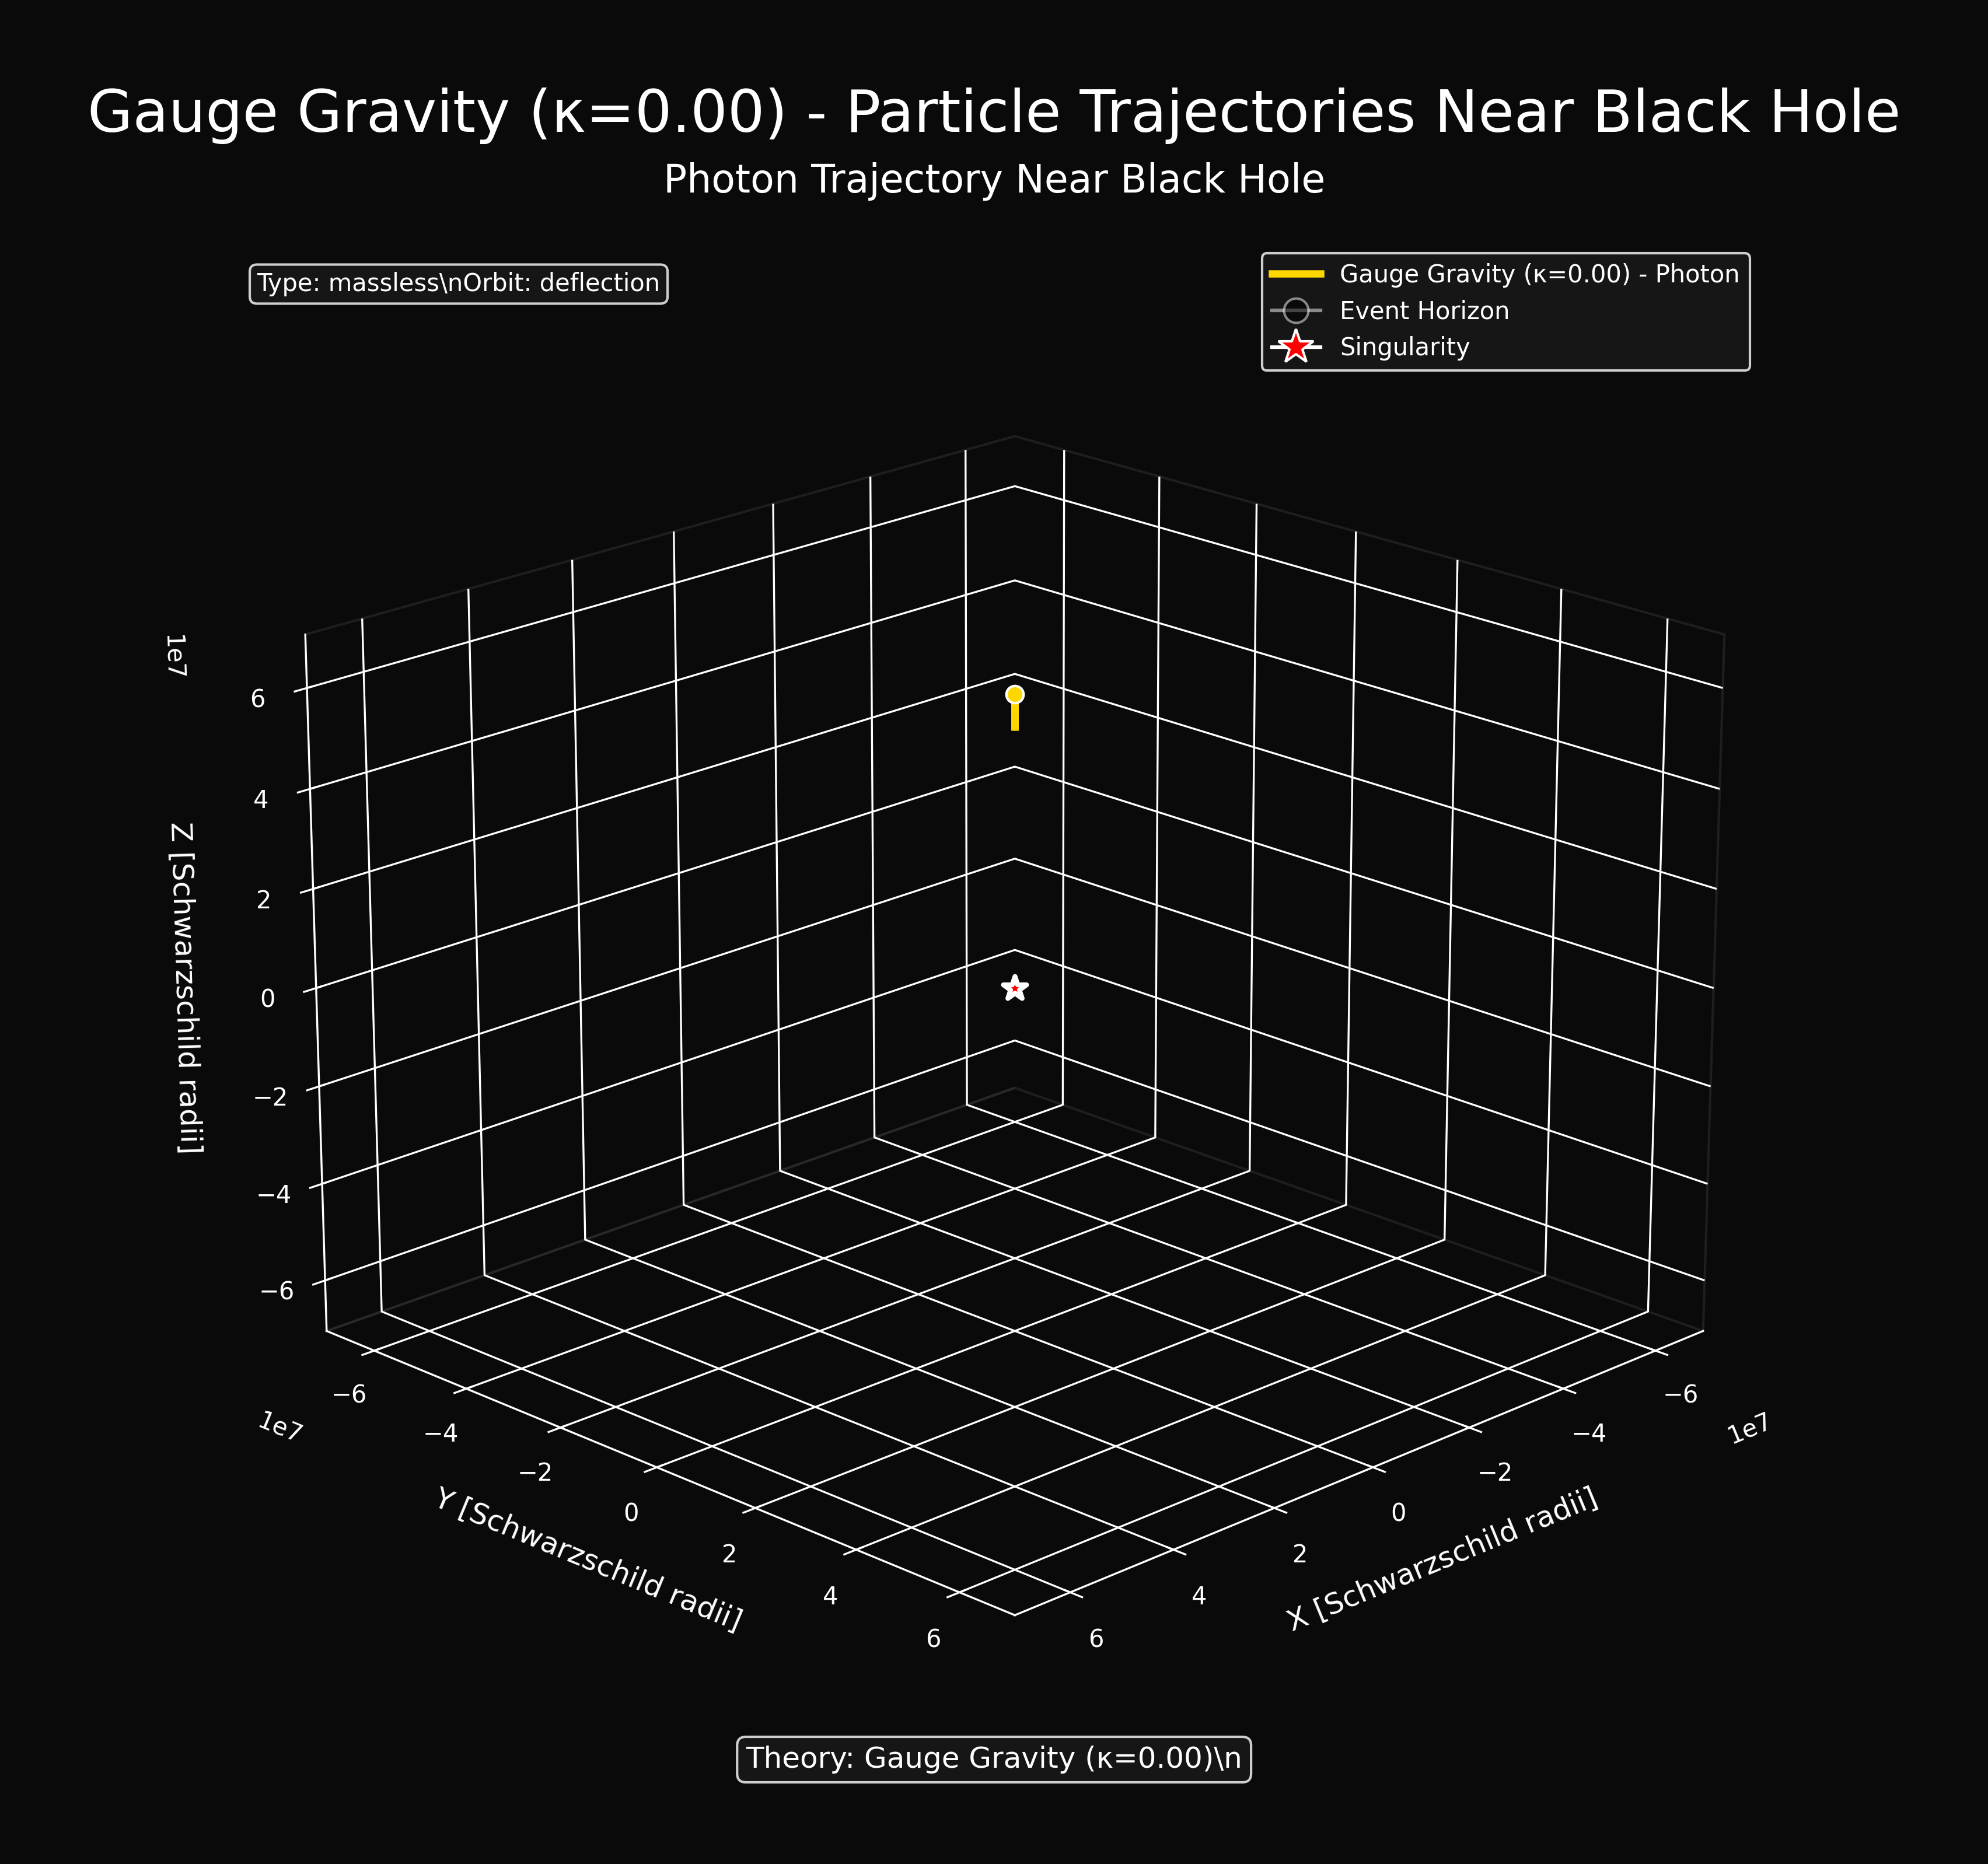 Gauge Gravity (κ=0.00) - Particle Trajectories Near Black Hole
Photon Trajectory Near Black Hole
Type: massless\nOrbit: deflection
Gauge Gravity (κ=0.00) - Photon
Event Horizon
Singularity
1e7
6
4
2
0
−2
−4
−6
Z [Schwarzschild radii]
1e7
−6
−4
−2
0
2
4
6
Y [Schwarzschild radii]
6
4
2
0
−2
−4
−6
1e7
X [Schwarzschild radii]
Theory: Gauge Gravity (κ=0.00)\n